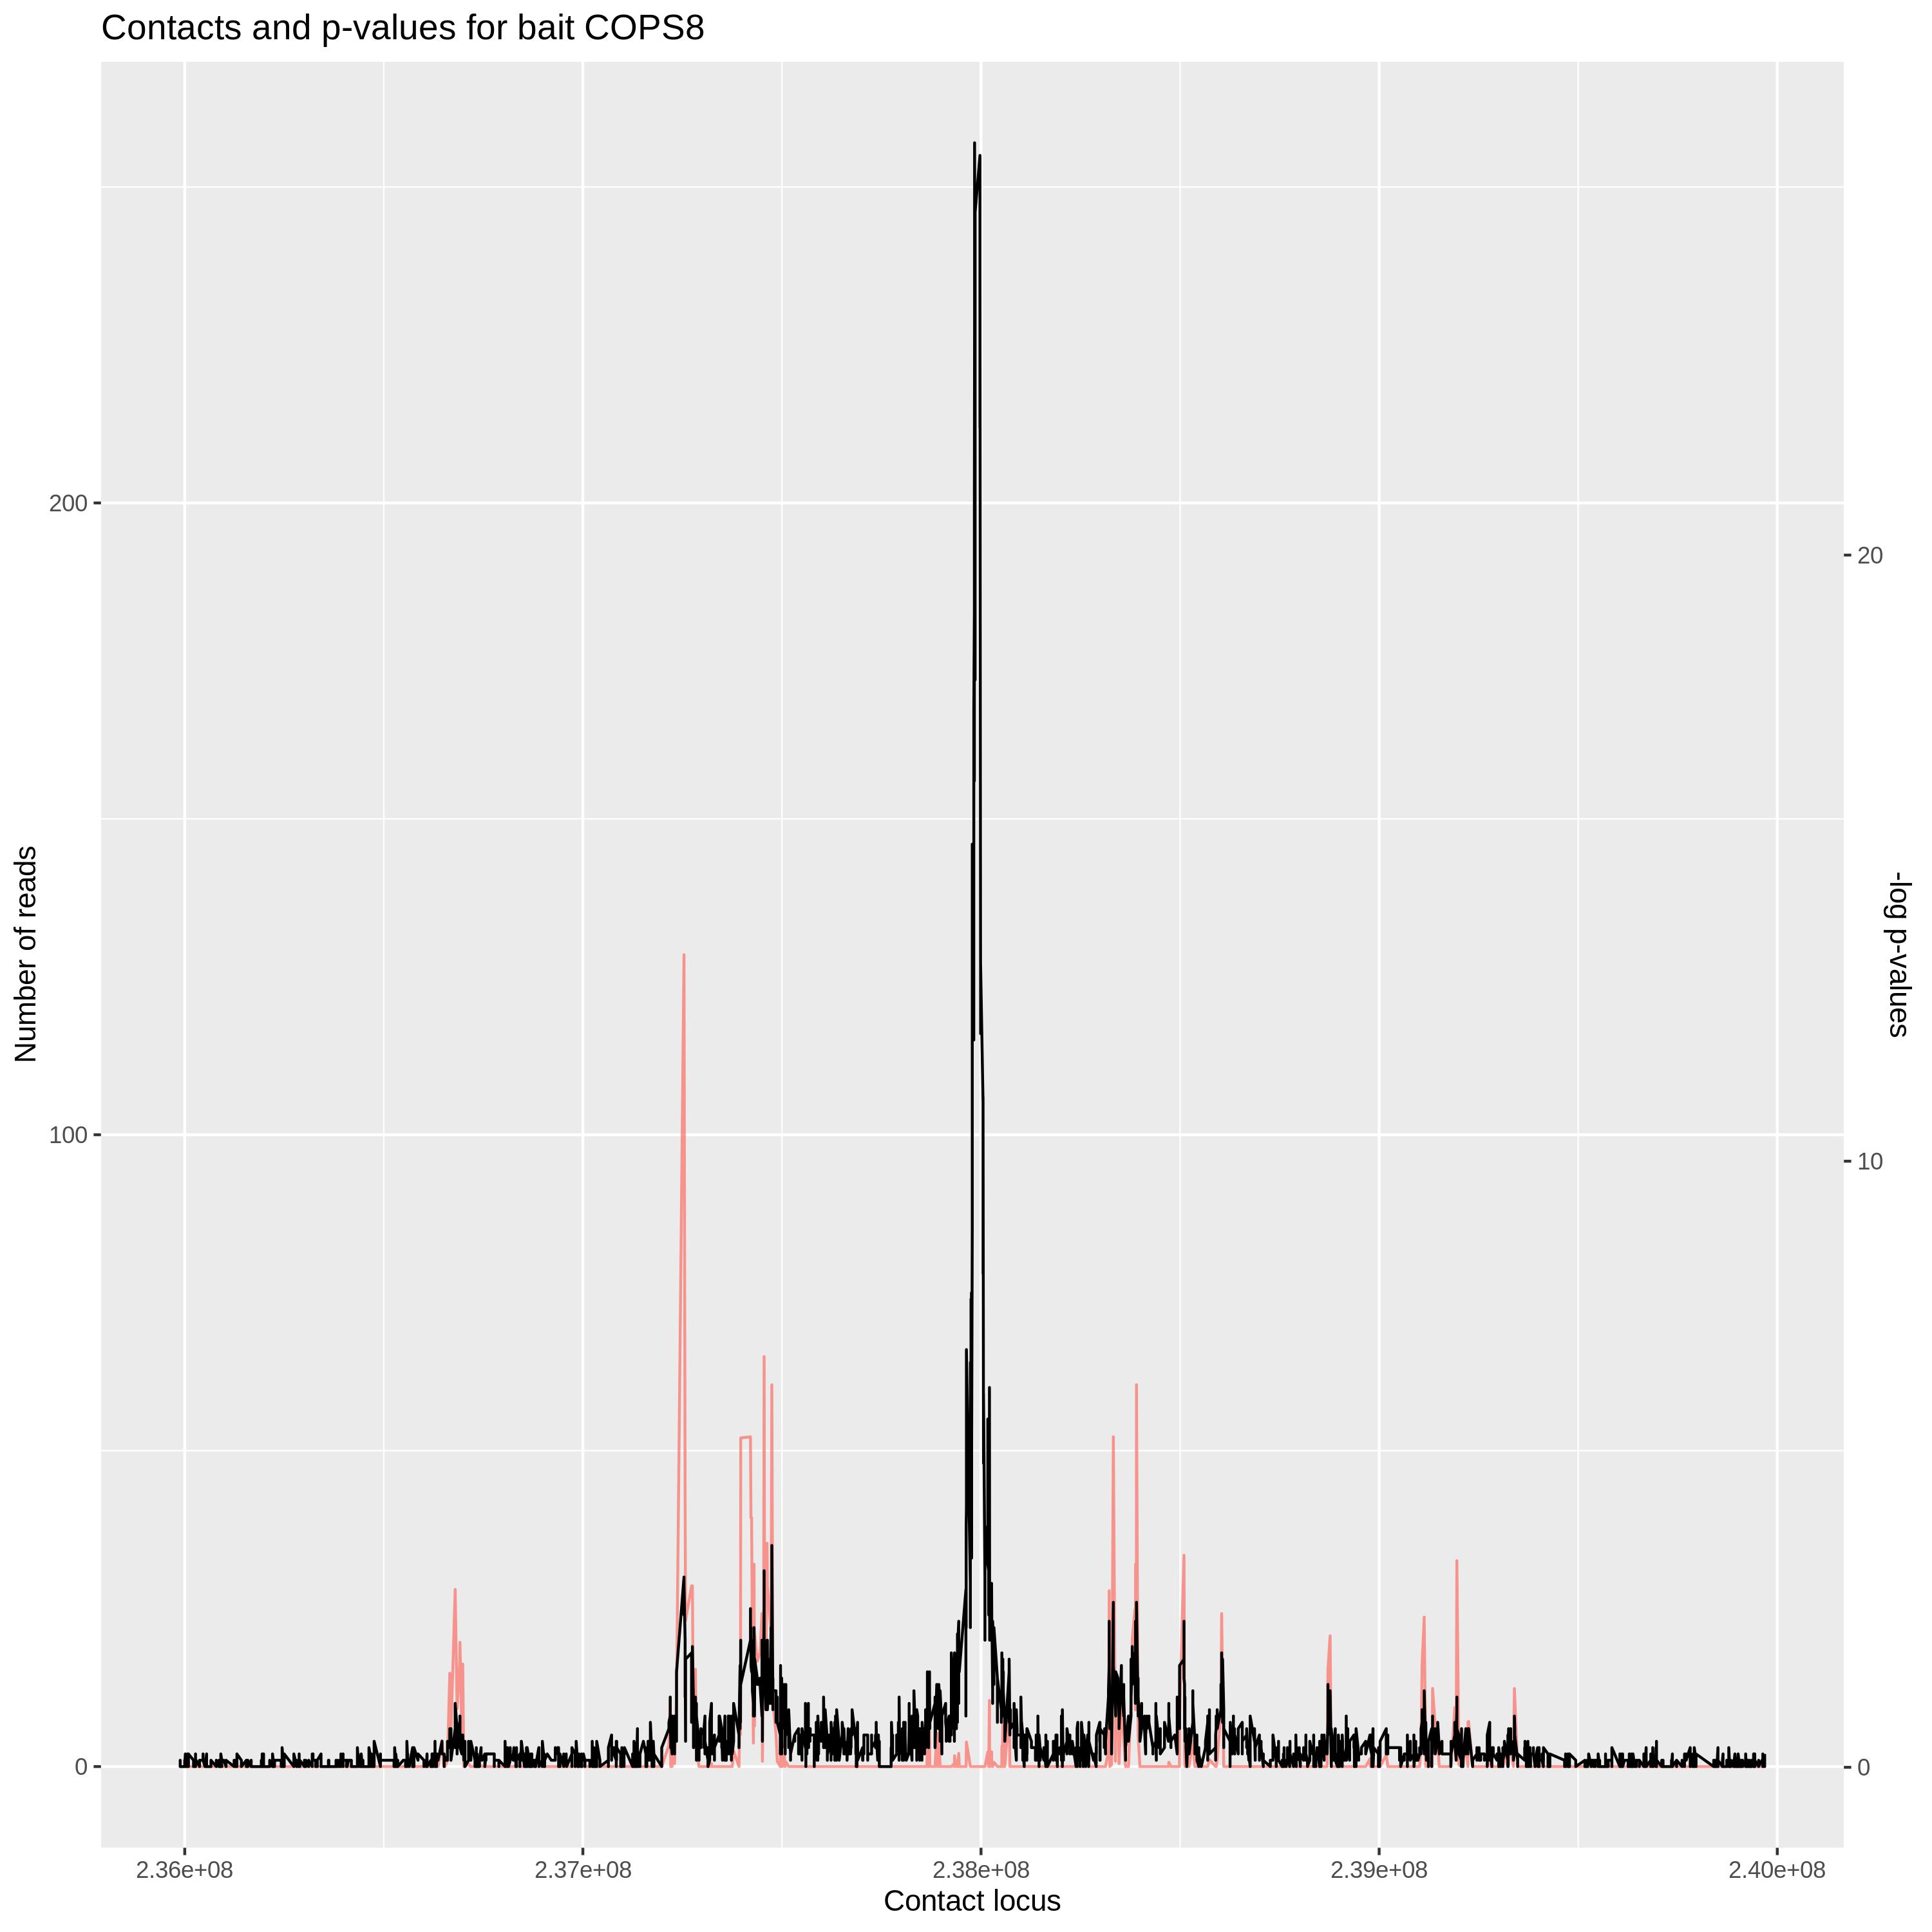 Contacts and p-values for bait COPS8
200
100
0
Number of reads
20
10
0
-log p-values
2.36e+08 2.37e+08 2.38e+08 2.39e+08 2.40e+08
Contact locus